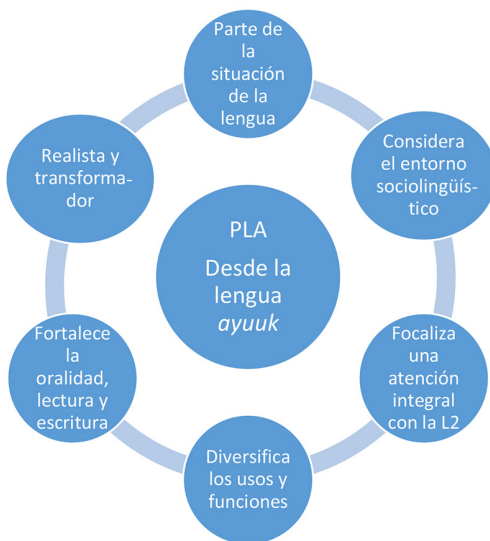 Parte de
la
situación
de la
lengua
Considera
el entorno
sociolingüís-
tico
Focaliza
una
atención
integral
con la L2
Diversifica
los usos y
funciones
Fortalece
la
oralidad,
lectura y
escritura
Realista y
transforma-
dor
PLA
Desde la
lengua
ayuuk